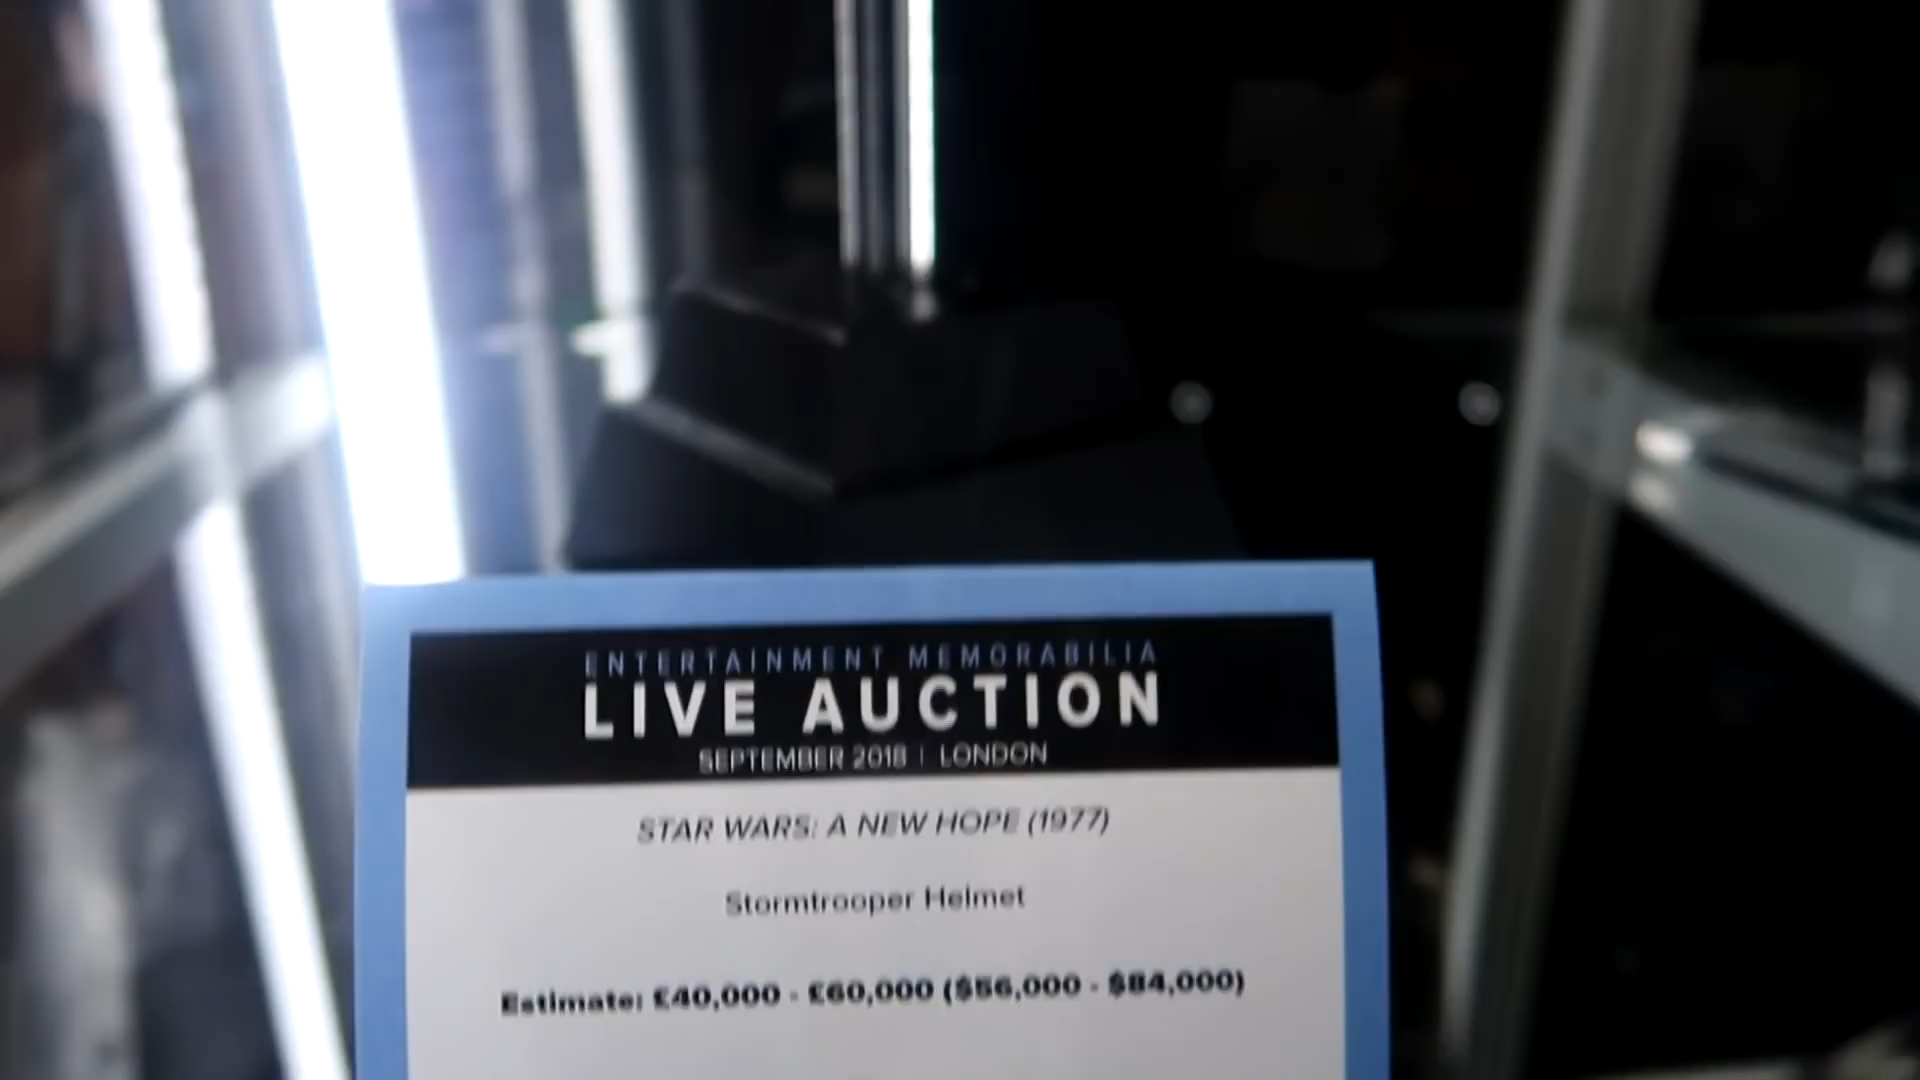 ENTERTAINMENT MEMORABILIA
LIVE AUCTION
SEPTEMBER 2018 | LONDON
STAR WARS: A NEW HOPE (1977)
Stormtrooper Helmet
Estimate: £40,000 - £60,000 ($56,000 - $84,000)